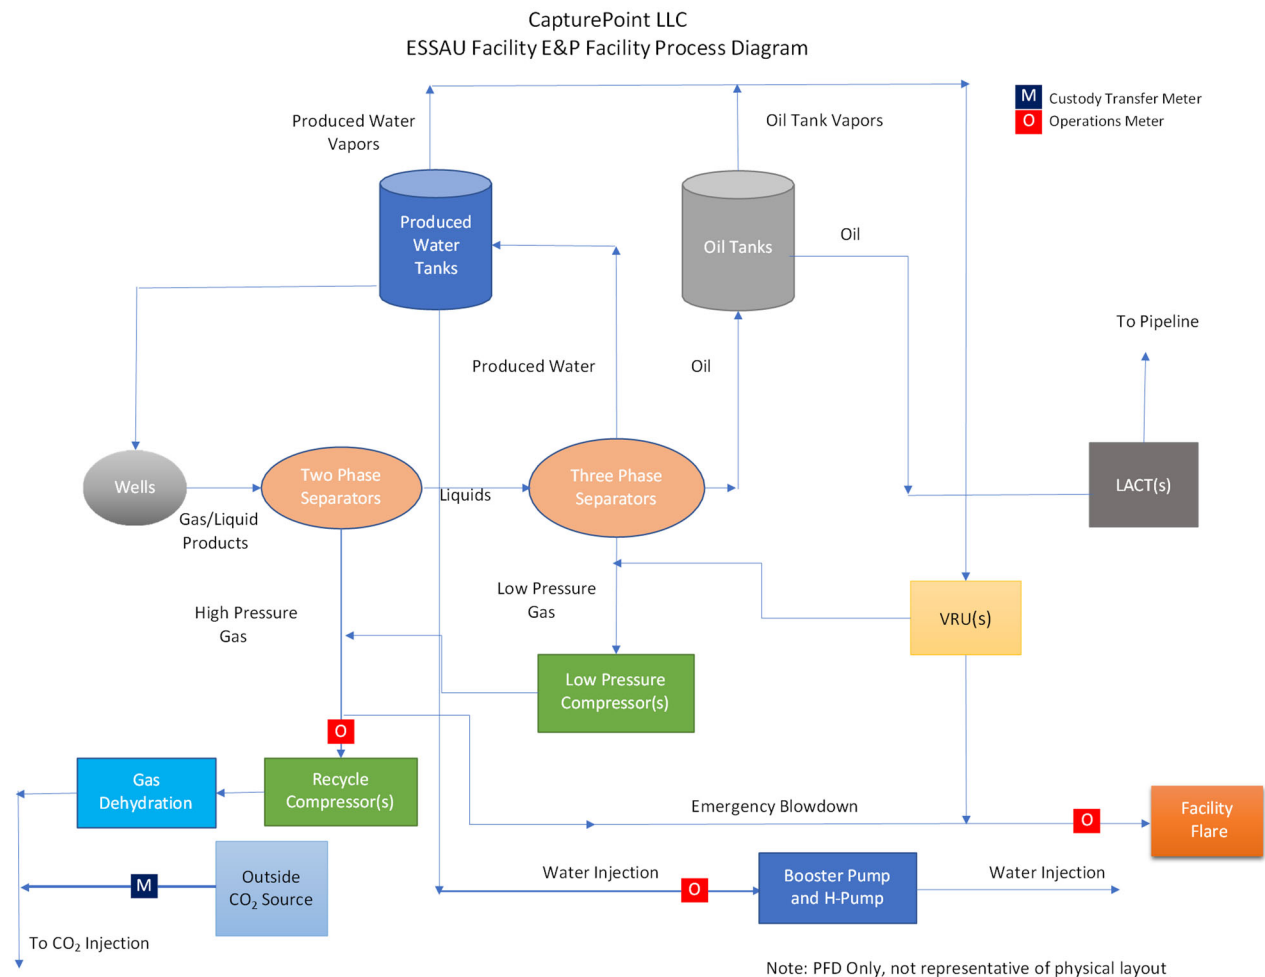 CapturePoint LLC
ESSAU Facility E&P Facility Process Diagram
M Custody Transfer Meter
O Operations Meter
Produced Water
Vapors
Oil Tank Vapors
Produced
Water
Tanks
Oil Tanks
Oil
To Pipeline
Produced Water
Oil
Wells
Two Phase
Separators
Liquids
Three Phase
Separators
LACT(s)
Gas/Liquid
Products
Low Pressure
Gas
High Pressure
Gas
VRU(s)
Low Pressure
Compressor(s)
O
Gas
Dehydration
Recycle
Compressor(s)
Emergency Blowdown
O
Facility
Flare
M
Outside
CO₂ Source
Water Injection
O
Booster Pump
and H-Pump
Water Injection
To CO₂ Injection
Note: PFD Only, not representative of physical layout